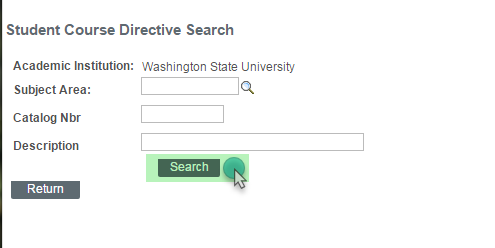 Student Course Directive Search
Academic Institution: Washington State University
Subject Area:
Catalog Nbr
Description
Search
Return